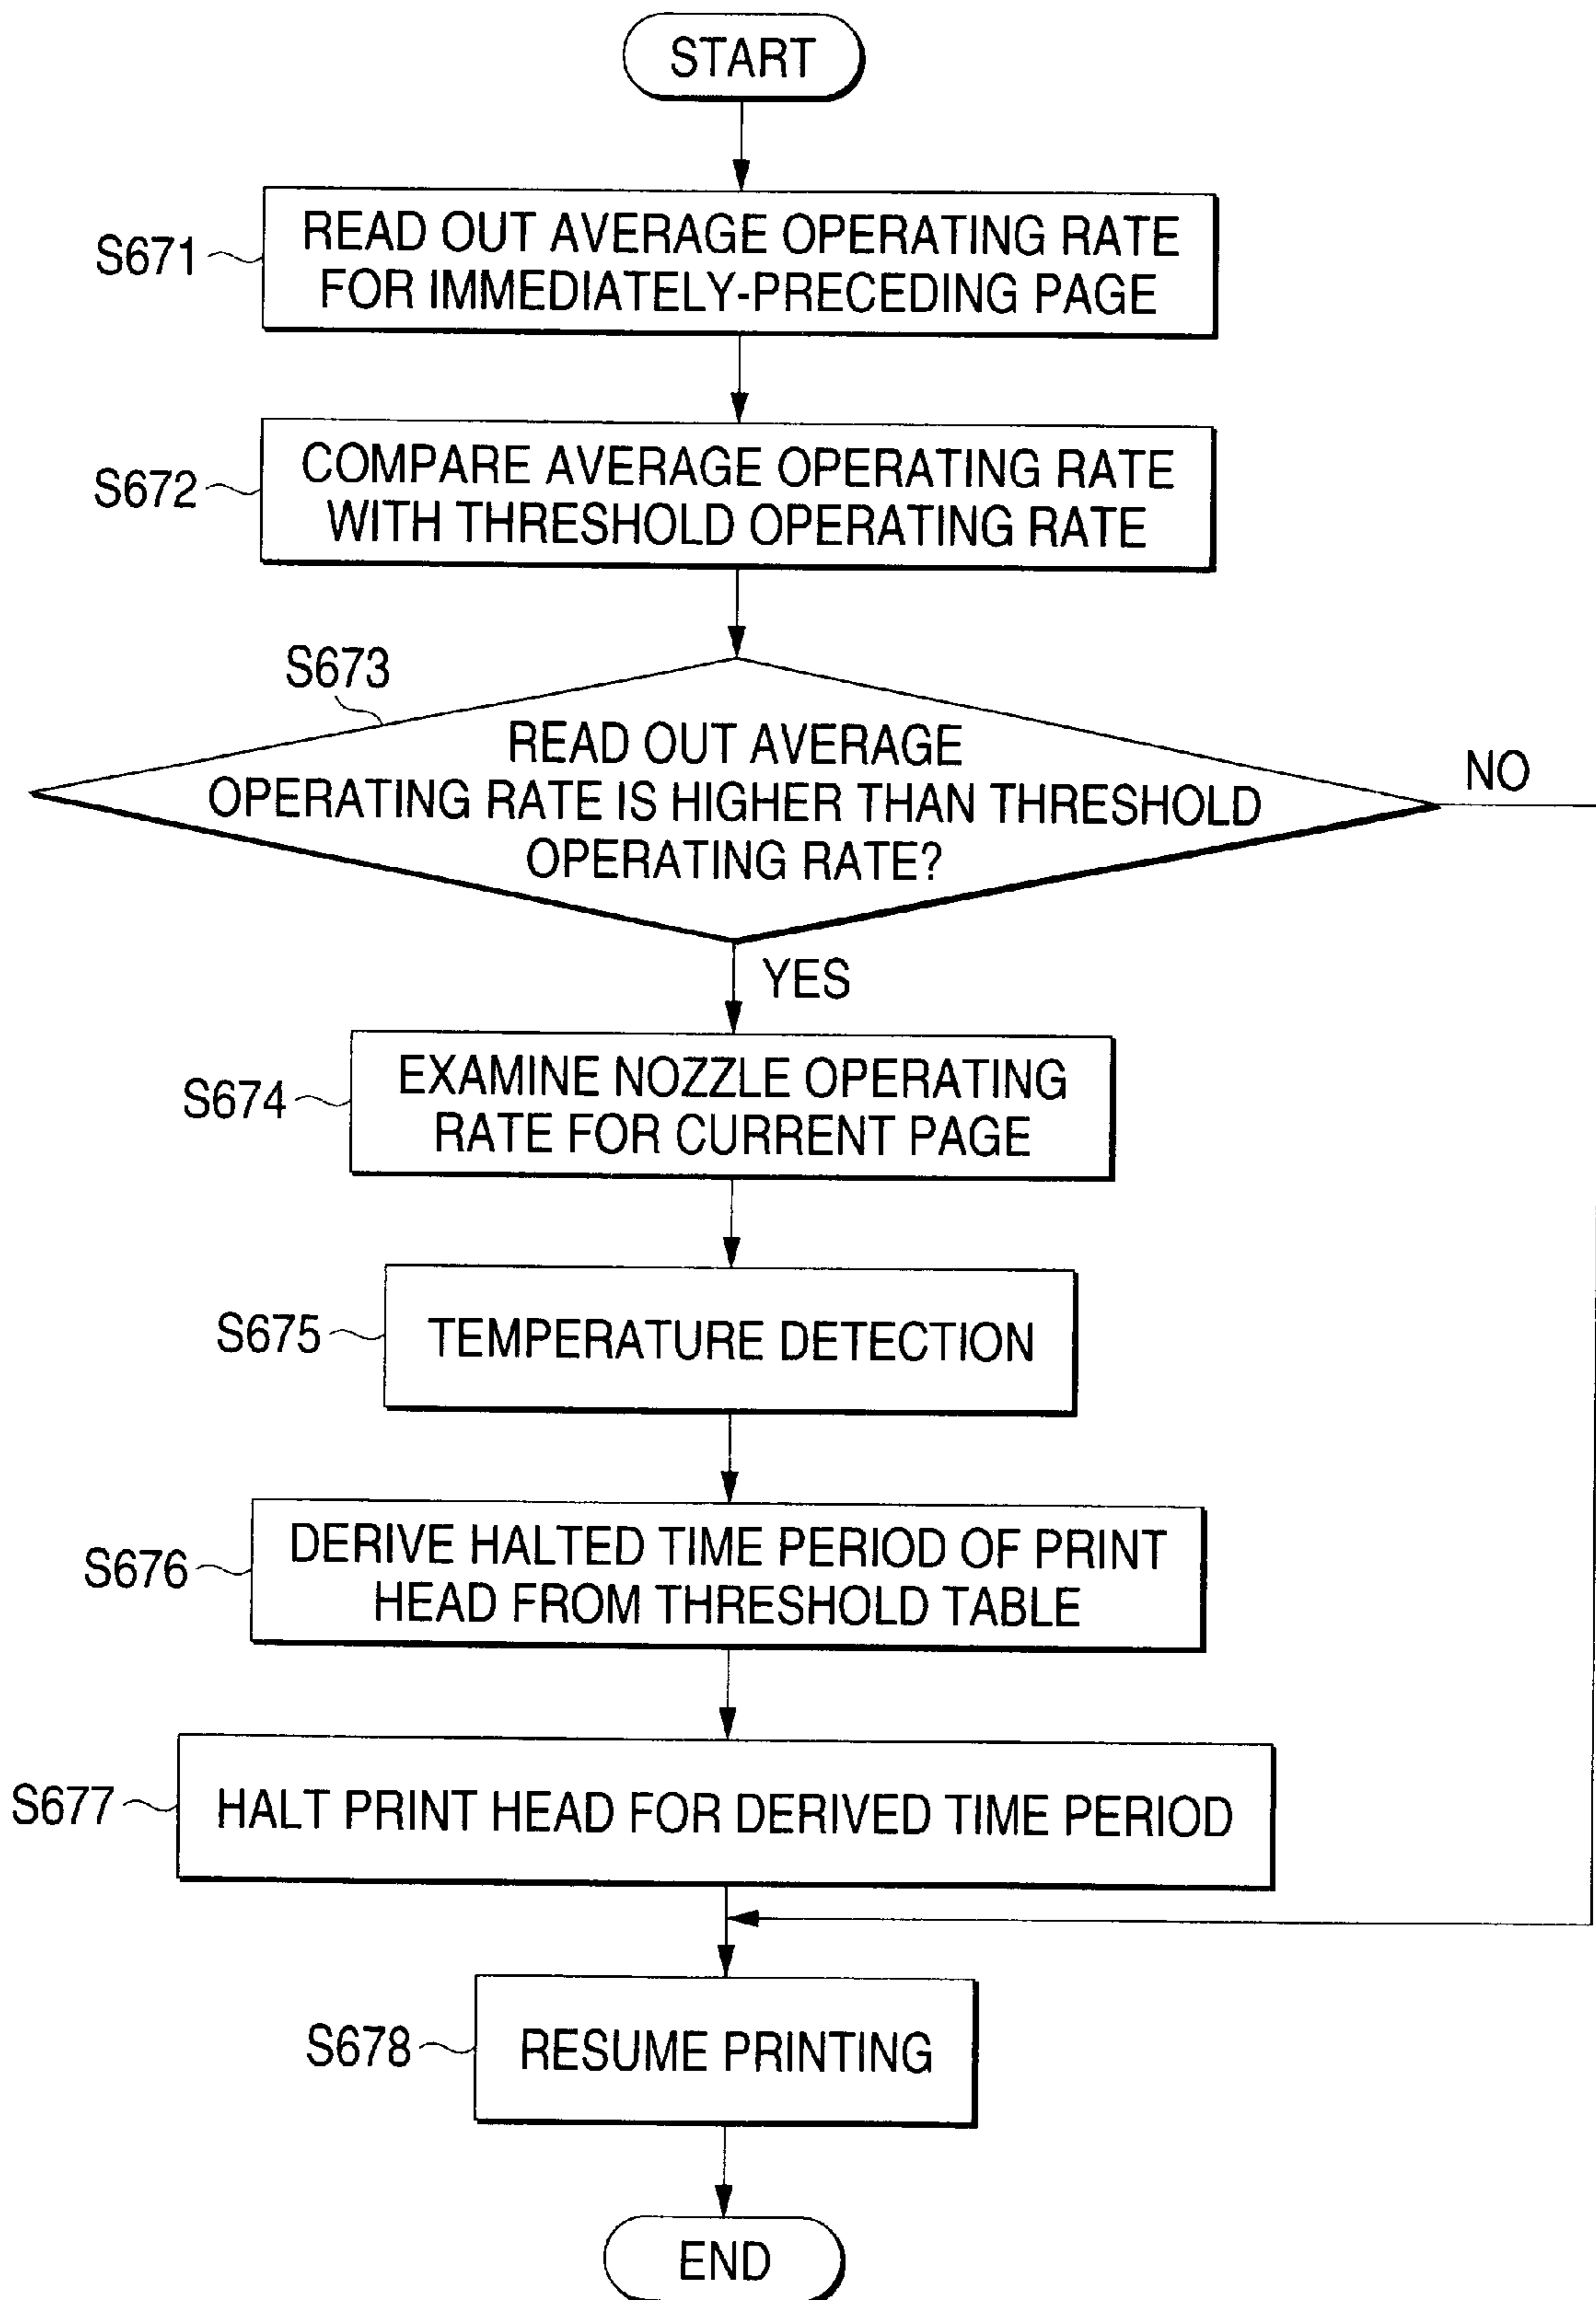 START
S671
READ OUT AVERAGE OPERATING RATE
FOR IMMEDIATELY-PRECEDING PAGE
S672
COMPARE AVERAGE OPERATING RATE
WITH THRESHOLD OPERATING RATE
S673
READ OUT AVERAGE
OPERATING RATE IS HIGHER THAN THRESHOLD
OPERATING RATE?
NO
YES
S674
EXAMINE NOZZLE OPERATING
RATE FOR CURRENT PAGE
S675
TEMPERATURE DETECTION
S676
DERIVE HALTED TIME PERIOD OF PRINT
HEAD FROM THRESHOLD TABLE
S677
HALT PRINT HEAD FOR DERIVED TIME PERIOD
S678
RESUME PRINTING
END